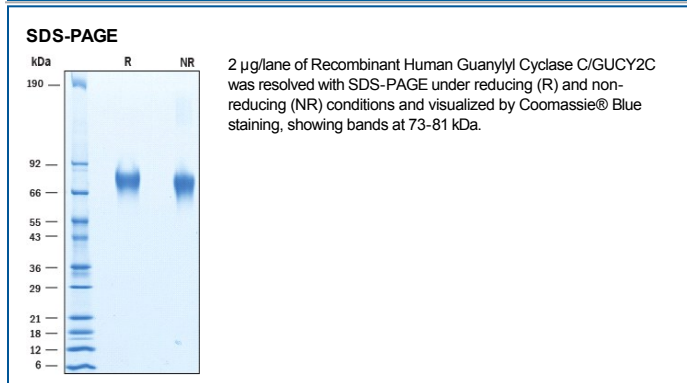 SDS-PAGE
kDa R NR
190
92
66
55
43
36
29
21
18
12
6
2 µg/lane of Recombinant Human Guanylyl Cyclase C/GUCY2C
was resolved with SDS-PAGE under reducing (R) and non-
reducing (NR) conditions and visualized by Coomassie® Blue
staining, showing bands at 73-81 kDa.